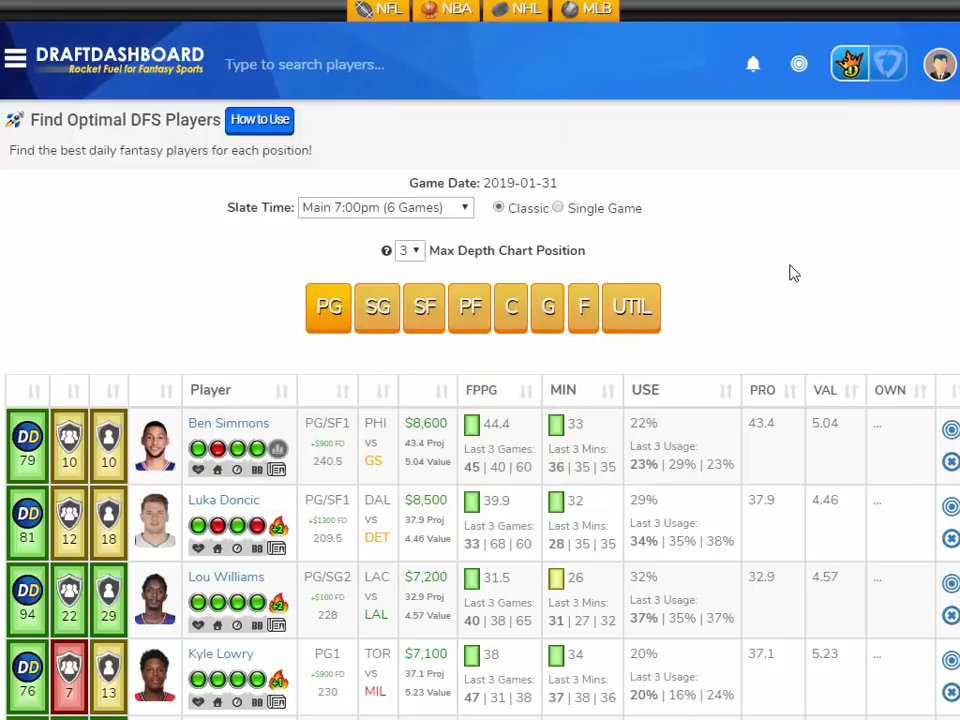 NFL NBA NHL MLB
DRAFTDASHBOARD
Rocket Fuel for Fantasy Sports
Type to search players...
Find Optimal DFS Players How to Use
Find the best daily fantasy players for each position!
Game Date: 2019-01-31
Slate Time: Main 7:00pm (6 Games) Classic Single Game
3 Max Depth Chart Position
PG SG SF PF C G F UTIL
Player FPPG MIN USE PRO VAL OWN
DD 79 10 10 Ben Simmons PG/SF1 PHI $8,600 44.4 33 22% 43.4 5.04 ...
+$900 FD VS 43.4 Proj Last 3 Games: Last 3 Mins: Last 3 Usage:
BB 240.5 GS 5.04 Value 45 | 40 | 60 36 | 35 | 35 23% | 29% | 23%
DD 81 12 18 Luka Doncic PG/SF1 DAL $8,500 39.9 32 29% 37.9 4.46 ...
+2 +$1300 FD VS 37.9 Proj Last 3 Games: Last 3 Mins: Last 3 Usage:
BB 209.5 DET 4.46 Value 33 | 68 | 60 28 | 35 | 35 34% | 35% | 38%
DD 94 22 29 Lou Williams PG/SG2 LAC $7,200 31.5 26 32% 32.9 4.57 ...
+2 +$100 FD VS 32.9 Proj Last 3 Games: Last 3 Mins: Last 3 Usage:
BB 228 LAL 4.57 Value 40 | 38 | 65 31 | 27 | 32 37% | 35% | 37%
DD 76 7 13 Kyle Lowry PG1 TOR $7,100 38 34 20% 37.1 5.23 ...
+1 +$900 FD VS 37.1 Proj Last 3 Games: Last 3 Mins: Last 3 Usage:
BB 230 MIL 5.23 Value 47 | 31 | 38 37 | 38 | 36 20% | 16% | 24%